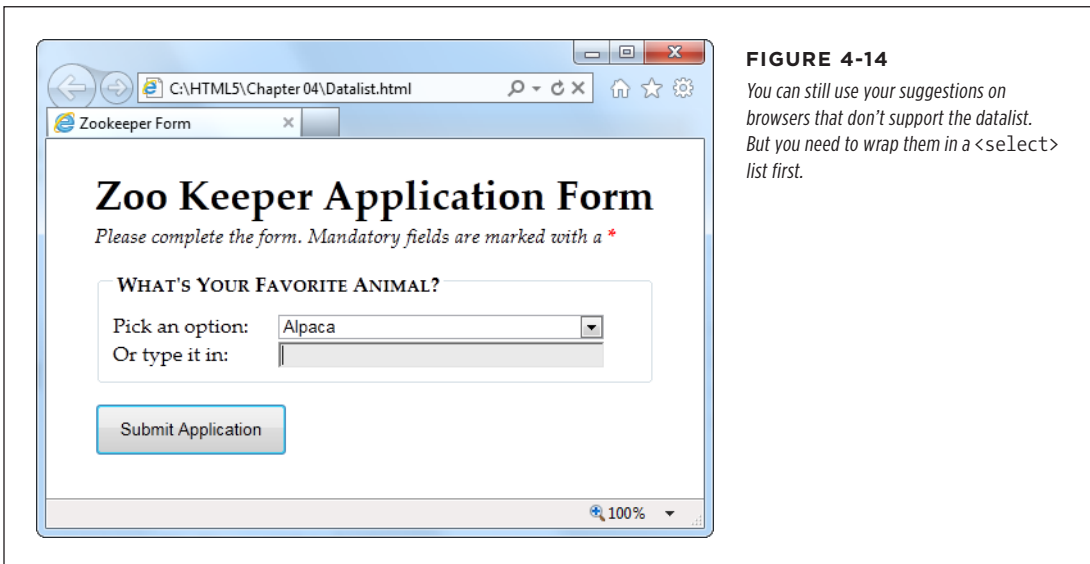 C:\HTML5\Chapter 04\Datalist.html
Zookeeper Form
Zoo Keeper Application Form
Please complete the form. Mandatory fields are marked with a *
WHAT'S YOUR FAVORITE ANIMAL?
Pick an option:
Alpaca
Or type it in:
Submit Application
100%
FIGURE 4-14
You can still use your suggestions on
browsers that don't support the datalist.
But you need to wrap them in a <select>
list first.